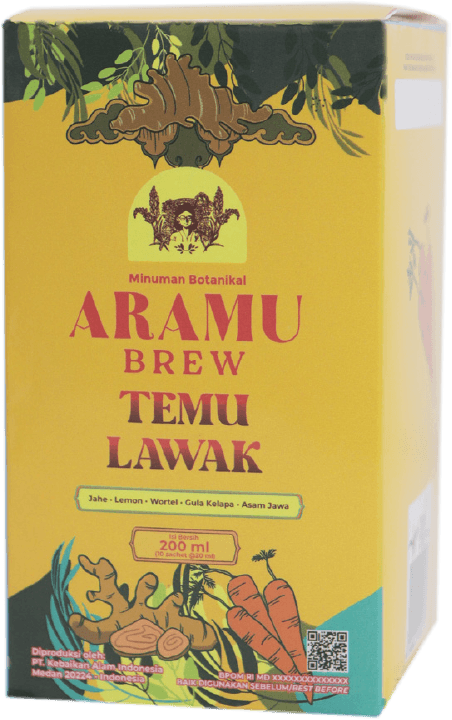 Minuman Botanikal
ARAMU
BREW
TEMU
LAWAK
Jahe - Lemon - Wortel - Gula Kelapa - Asam Jawa
Isi Bersih
200 ml
(10 sachet @20 ml)
Diproduksi oleh:
PT. Kebaikan Alam Indonesia
Medan 20224 - Indonesia
BPOM RI MD XXXXXXXXXXXXXX
BAIK DIGUNAKAN SEBELUM/BEST BEFORE